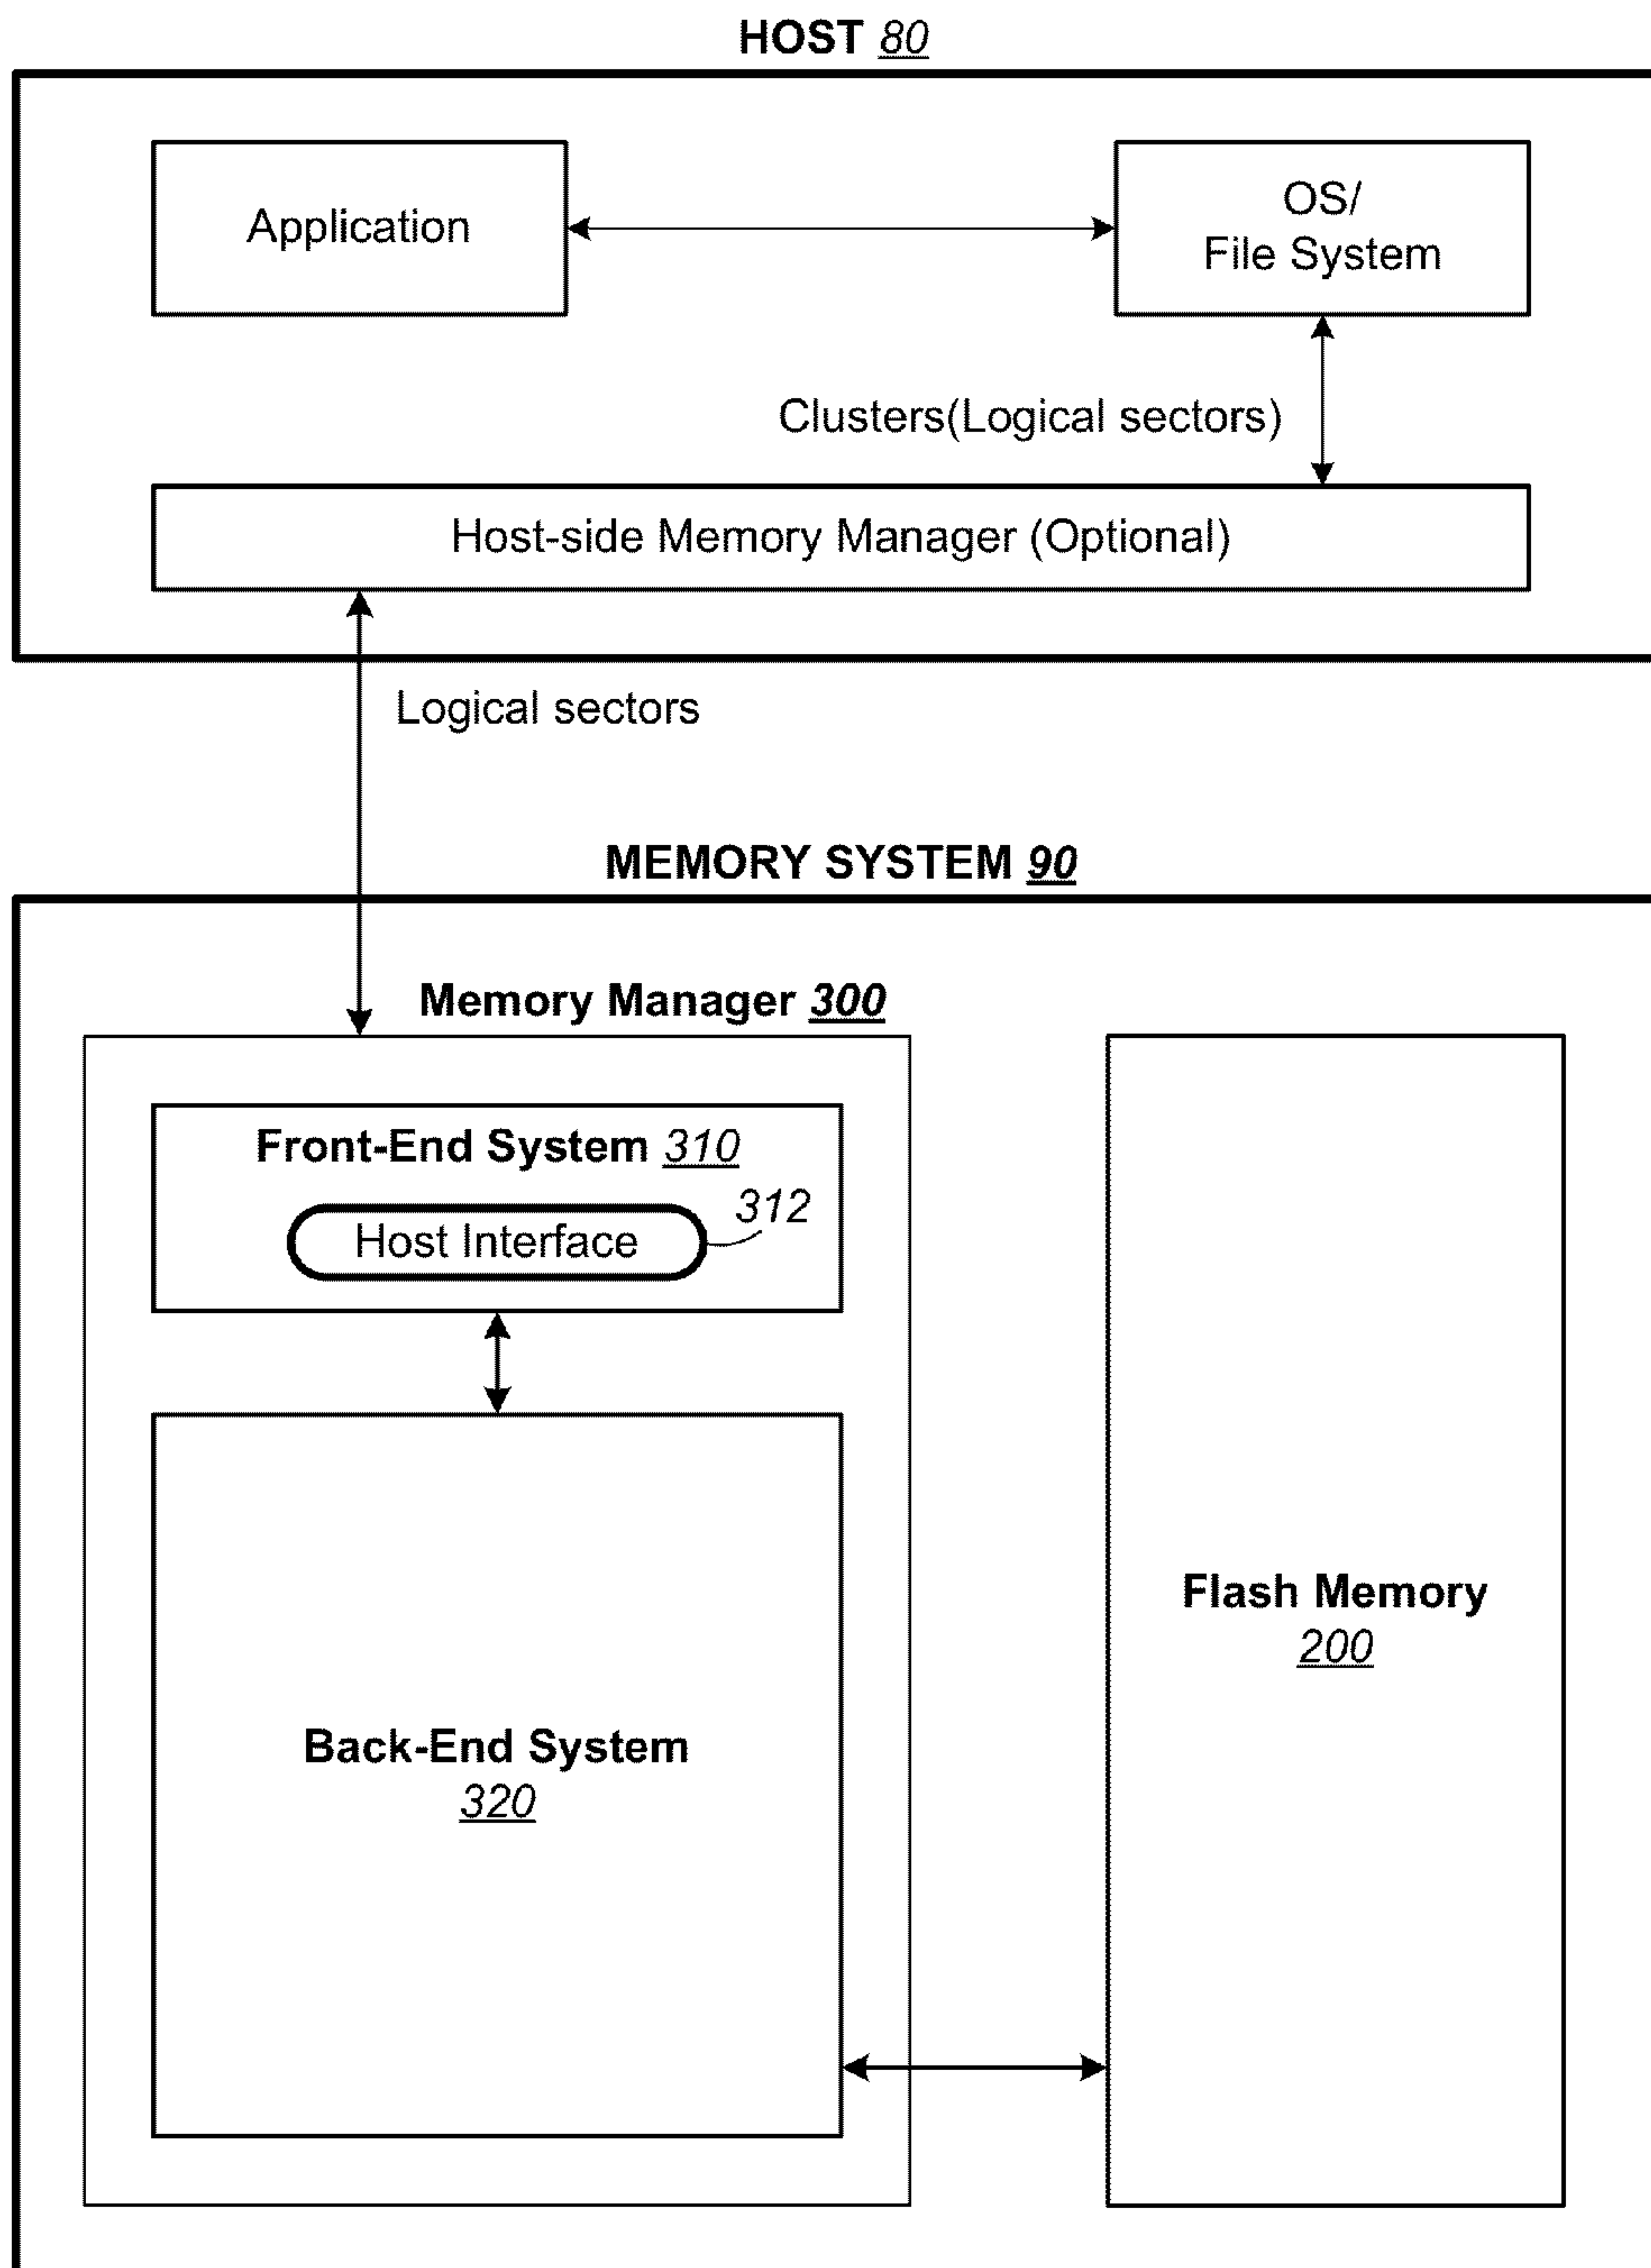 HOST 80
Application
OS/
File System
Clusters(Logical sectors)
Host-side Memory Manager (Optional)
Logical sectors
MEMORY SYSTEM 90
Memory Manager 300
Front-End System 310
312
Host Interface
Flash Memory
200
Back-End System
320